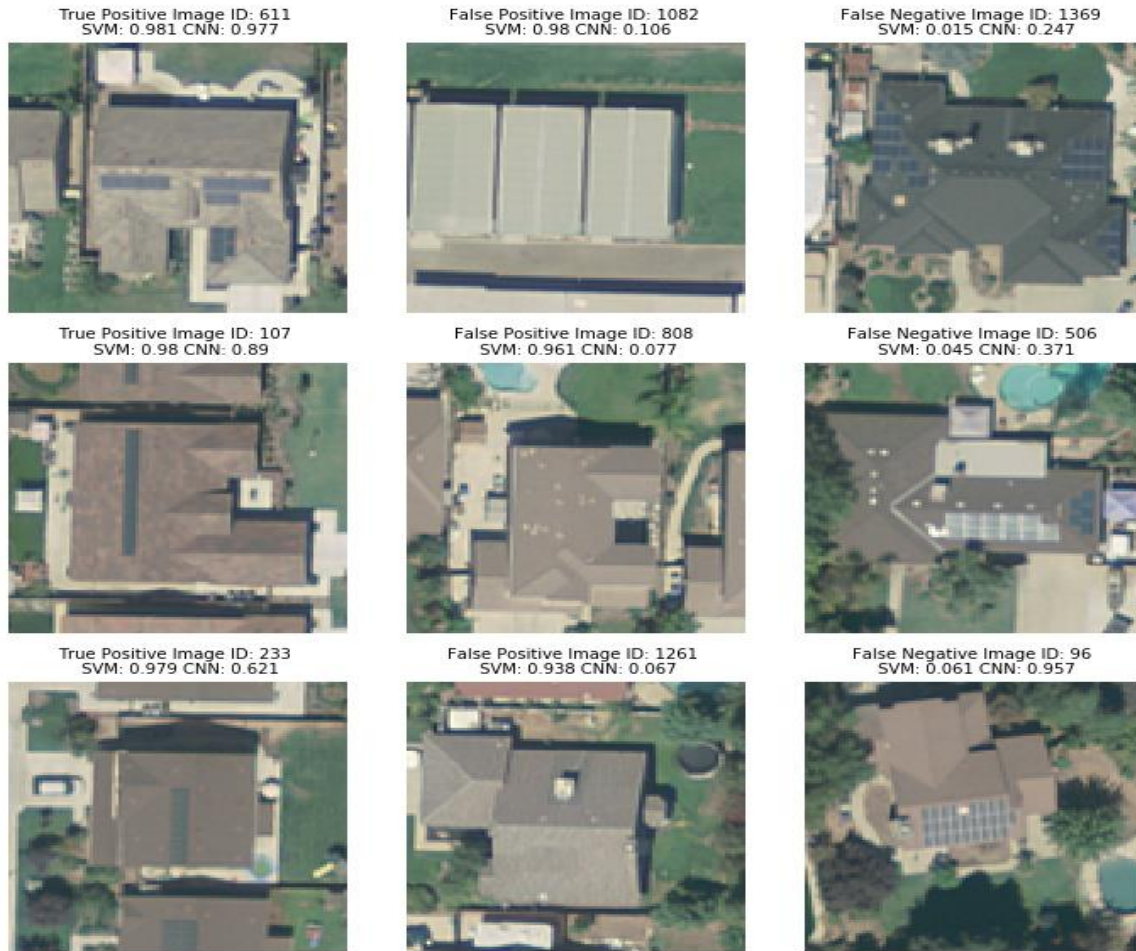 True Positive Image ID: 611
SVM: 0.981 CNN: 0.977
False Positive Image ID: 1082
SVM: 0.98 CNN: 0.106
False Negative Image ID: 1369
SVM: 0.015 CNN: 0.247
True Positive Image ID: 107
SVM: 0.98 CNN: 0.89
False Positive Image ID: 808
SVM: 0.961 CNN: 0.077
False Negative Image ID: 506
SVM: 0.045 CNN: 0.371
True Positive Image ID: 233
SVM: 0.979 CNN: 0.621
False Positive Image ID: 1261
SVM: 0.938 CNN: 0.067
False Negative Image ID: 96
SVM: 0.061 CNN: 0.957